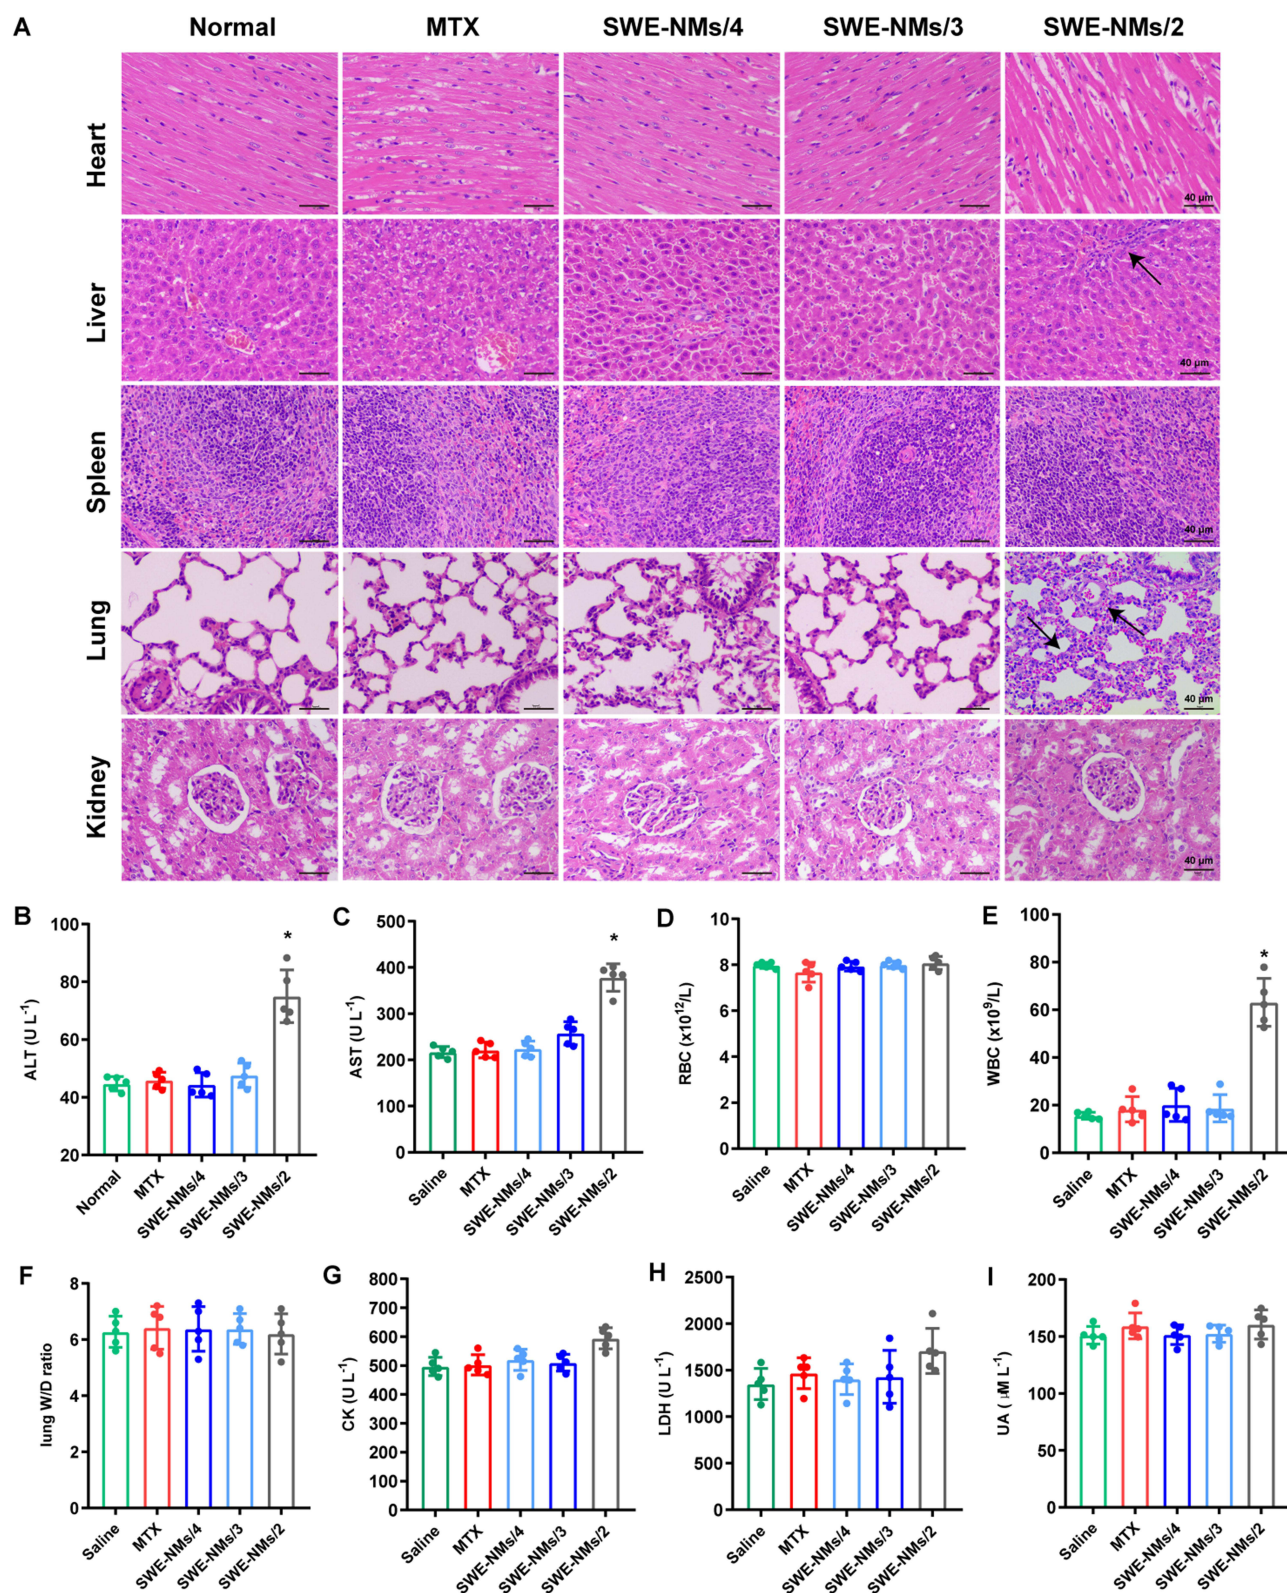 A
Normal
MTX
SWE-NMs/4
SWE-NMs/3
SWE-NMs/2
Heart
40 µm
Liver
40 µm
Spleen
40 µm
Lung
40 µm
Kidney
40 µm
B
ALT (U L⁻¹)
100
80
60
40
20
*
Normal
MTX
SWE-NMs/4
SWE-NMs/3
SWE-NMs/2
C
AST (U L⁻¹)
500
400
300
200
100
0
*
Saline
MTX
SWE-NMs/4
SWE-NMs/3
SWE-NMs/2
D
RBC (x10¹²/L)
10
8
6
4
2
0
Saline
MTX
SWE-NMs/4
SWE-NMs/3
SWE-NMs/2
E
WBC (x10⁹/L)
100
80
60
40
20
0
*
Saline
MTX
SWE-NMs/4
SWE-NMs/3
SWE-NMs/2
F
lung W/D ratio
8
6
4
2
0
Saline
MTX
SWE-NMs/4
SWE-NMs/3
SWE-NMs/2
G
CK (U L⁻¹)
800
700
600
500
400
300
200
100
0
Saline
MTX
SWE-NMs/4
SWE-NMs/3
SWE-NMs/2
H
LDH (U L⁻¹)
2500
2000
1500
1000
500
0
Saline
MTX
SWE-NMs/4
SWE-NMs/3
SWE-NMs/2
I
UA ( µM L⁻¹)
200
150
100
50
0
Saline
MTX
SWE-NMs/4
SWE-NMs/3
SWE-NMs/2